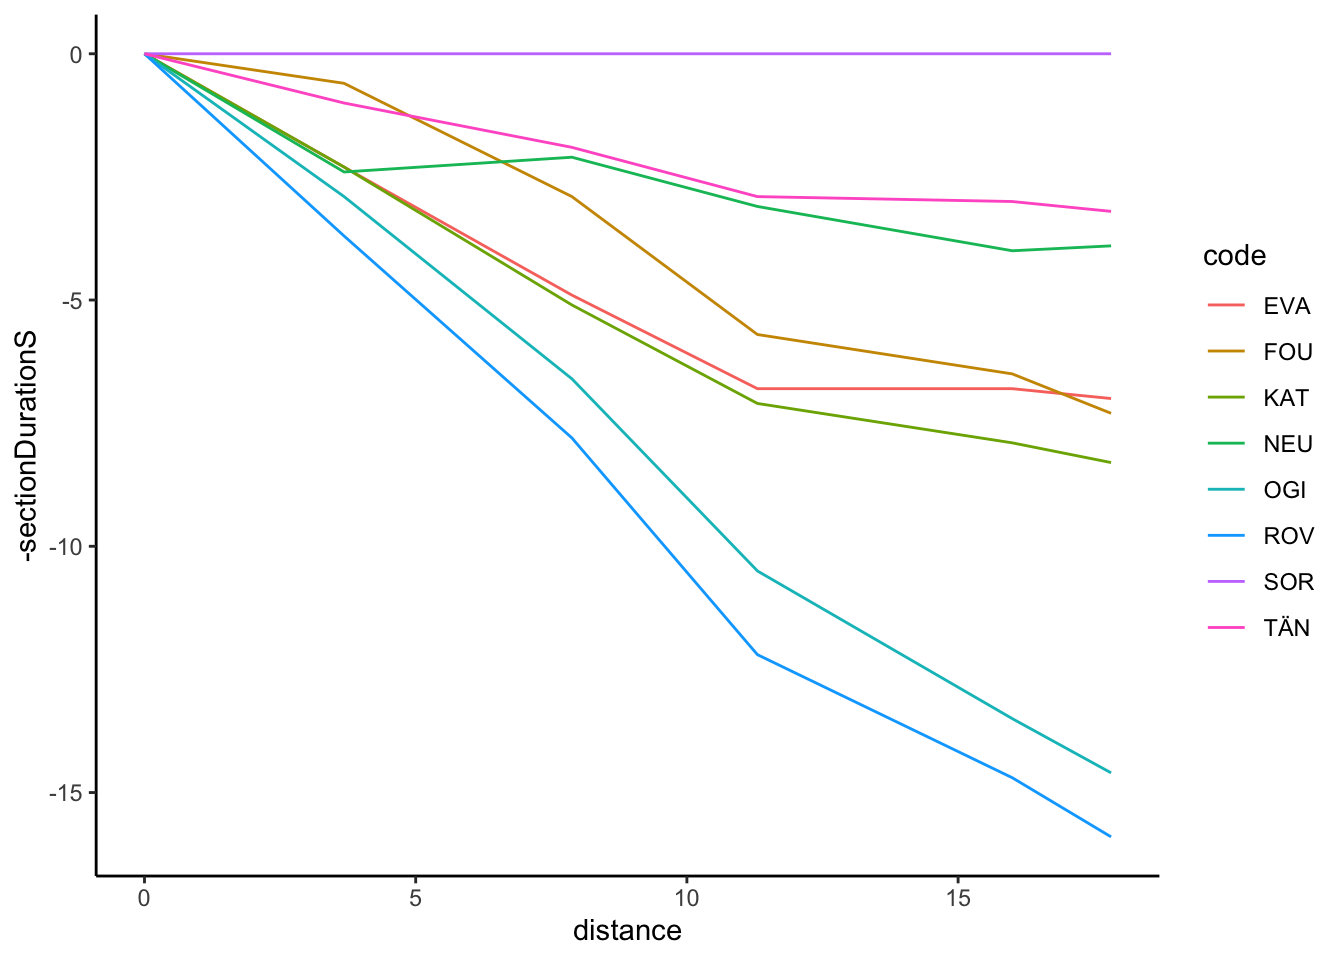 0
-5
-10
-15
-sectionDurationS
0 5 10 15
distance
code
EVA
FOU
KAT
NEU
OGI
ROV
SOR
TÄN